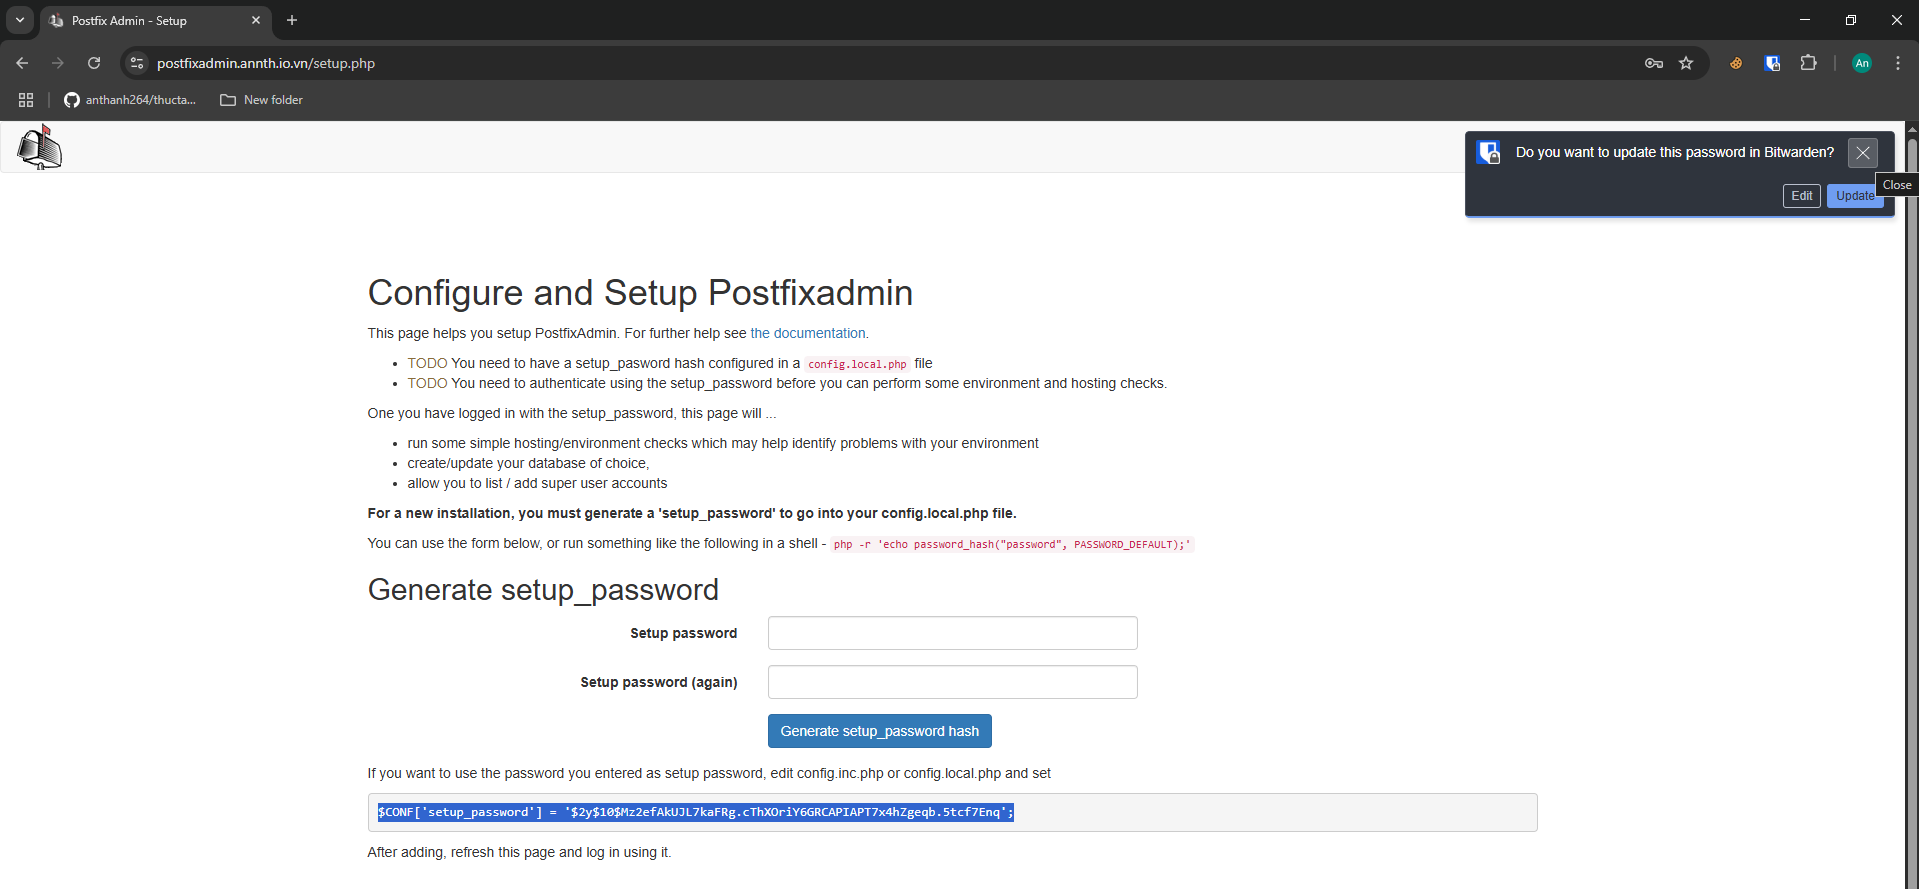 Postfix Admin - Setup
postfixadmin.annth.io.vn/setup.php
An
anthanh264/thucta...
New folder
Do you want to update this password in Bitwarden?
Edit
Update
Close
Configure and Setup Postfixadmin
This page helps you setup PostfixAdmin. For further help see the documentation.
TODO You need to have a setup_pasword hash configured in a config.local.php file
TODO You need to authenticate using the setup_password before you can perform some environment and hosting checks.
One you have logged in with the setup_password, this page will ...
run some simple hosting/environment checks which may help identify problems with your environment
create/update your database of choice,
allow you to list / add super user accounts
For a new installation, you must generate a 'setup_password' to go into your config.local.php file.
You can use the form below, or run something like the following in a shell - php -r 'echo password_hash("password", PASSWORD_DEFAULT);'
Generate setup_password
Setup password
Setup password (again)
Generate setup_password hash
If you want to use the password you entered as setup password, edit config.inc.php or config.local.php and set
$CONF['setup_password'] = '$2y$10$Mz2efAkUJL7kaFRg.cThXOriY6GRCAPIAPT7x4hZgeqb.5tcf7Enq';
After adding, refresh this page and log in using it.